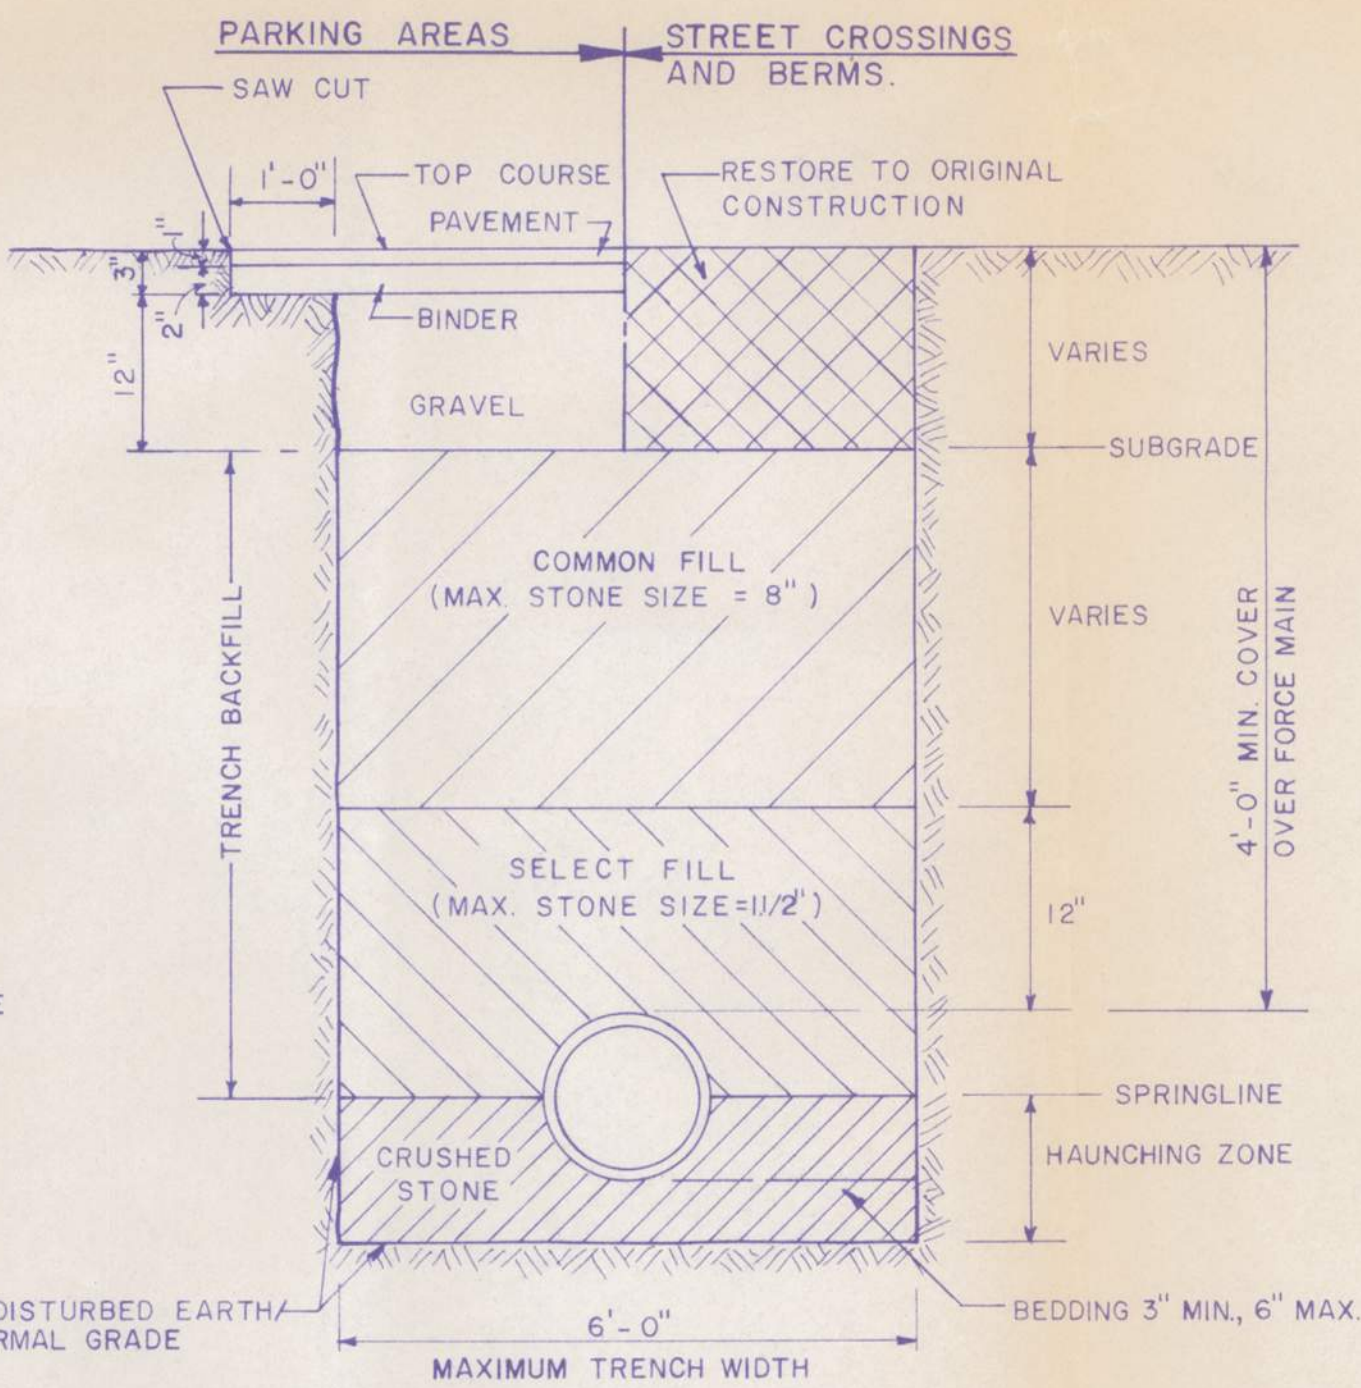 PARKING AREAS
STREET CROSSINGS
AND BERMS.
SAW CUT
1'-0"
TOP COURSE
PAVEMENT
RESTORE TO ORIGINAL
CONSTRUCTION
1"
3"
2"
BINDER
12"
GRAVEL
VARIES
SUBGRADE
COMMON FILL
(MAX. STONE SIZE = 8")
VARIES
TRENCH BACKFILL
4'-0" MIN. COVER
OVER FORCE MAIN
SELECT FILL
(MAX. STONE SIZE=11/2")
12"
E
SPRINGLINE
CRUSHED
STONE
HAUNCHING ZONE
DISTURBED EARTH/
RMAL GRADE
6'-0"
MAXIMUM TRENCH WIDTH
BEDDING 3" MIN., 6" MAX.